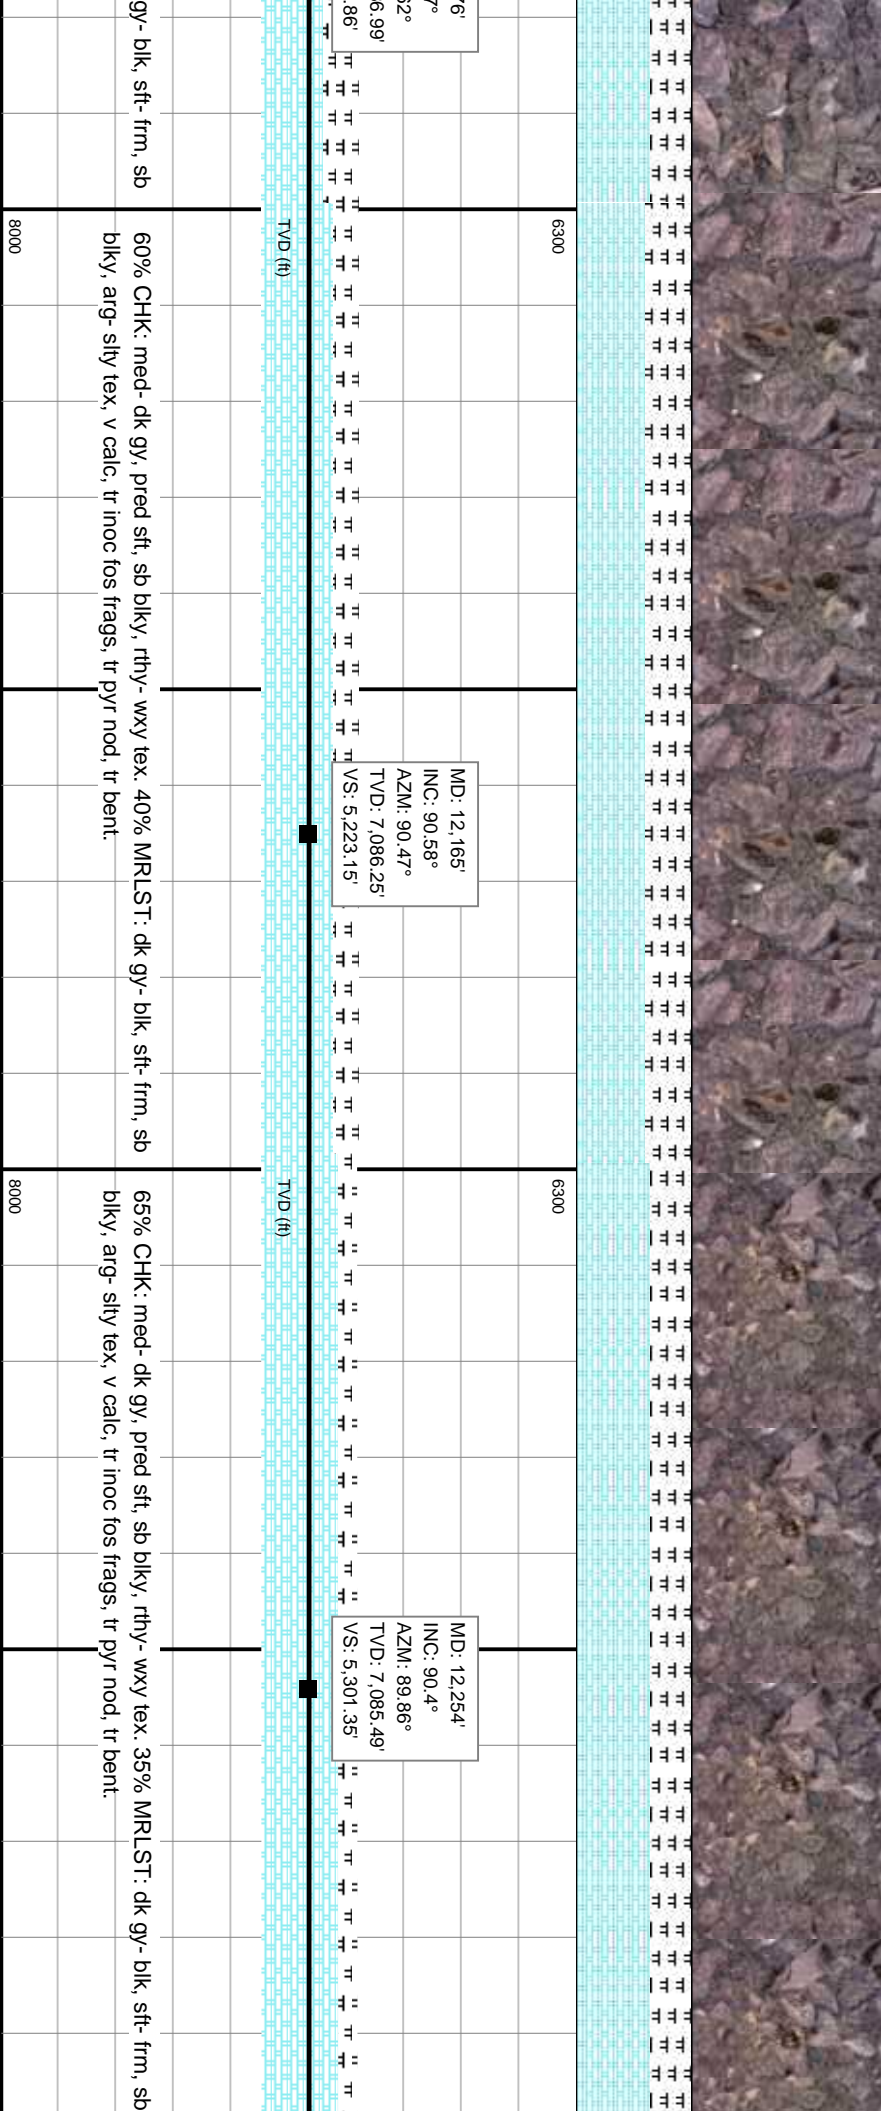 76'
7°
62°
6.99'
.86'
gy- blk, sft- frm, sb
6300
TVD (ft)
8000
60% CHK: med- dk gy, pred sft, sb blky, rthy- wxy tex. 40% MRLST: dk gy- blk, sft- frm, sb
blky, arg- slty tex, v calc, tr inoc fos frags, tr pyr nod, tr bent.
MD: 12,165'
INC: 90.58°
AZM: 90.47°
TVD: 7,086.25'
VS: 5,223.15'
6300
TVD (ft)
8000
65% CHK: med- dk gy, pred sft, sb blky, rthy- wxy tex. 35% MRLST: dk gy- blk, sft- frm, sb
blky, arg- slty tex, v calc, tr inoc fos frags, tr pyr nod, tr bent.
MD: 12,254'
INC: 90.4°
AZM: 89.86°
TVD: 7,085.49'
VS: 5,301.35'